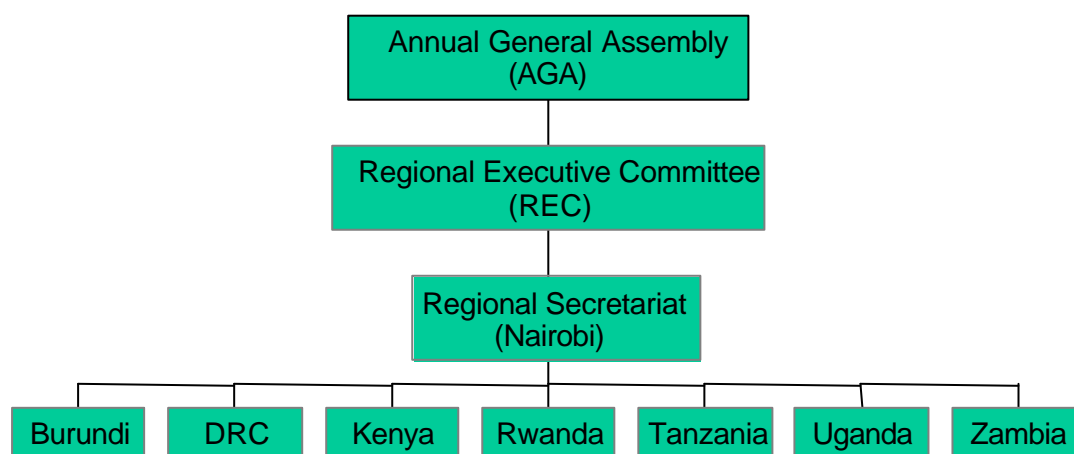 Annual General Assembly
(AGA)
Regional Executive Committee
(REC)
Regional Secretariat
(Nairobi)
Burundi
DRC
Kenya
Rwanda
Tanzania
Uganda
Zambia